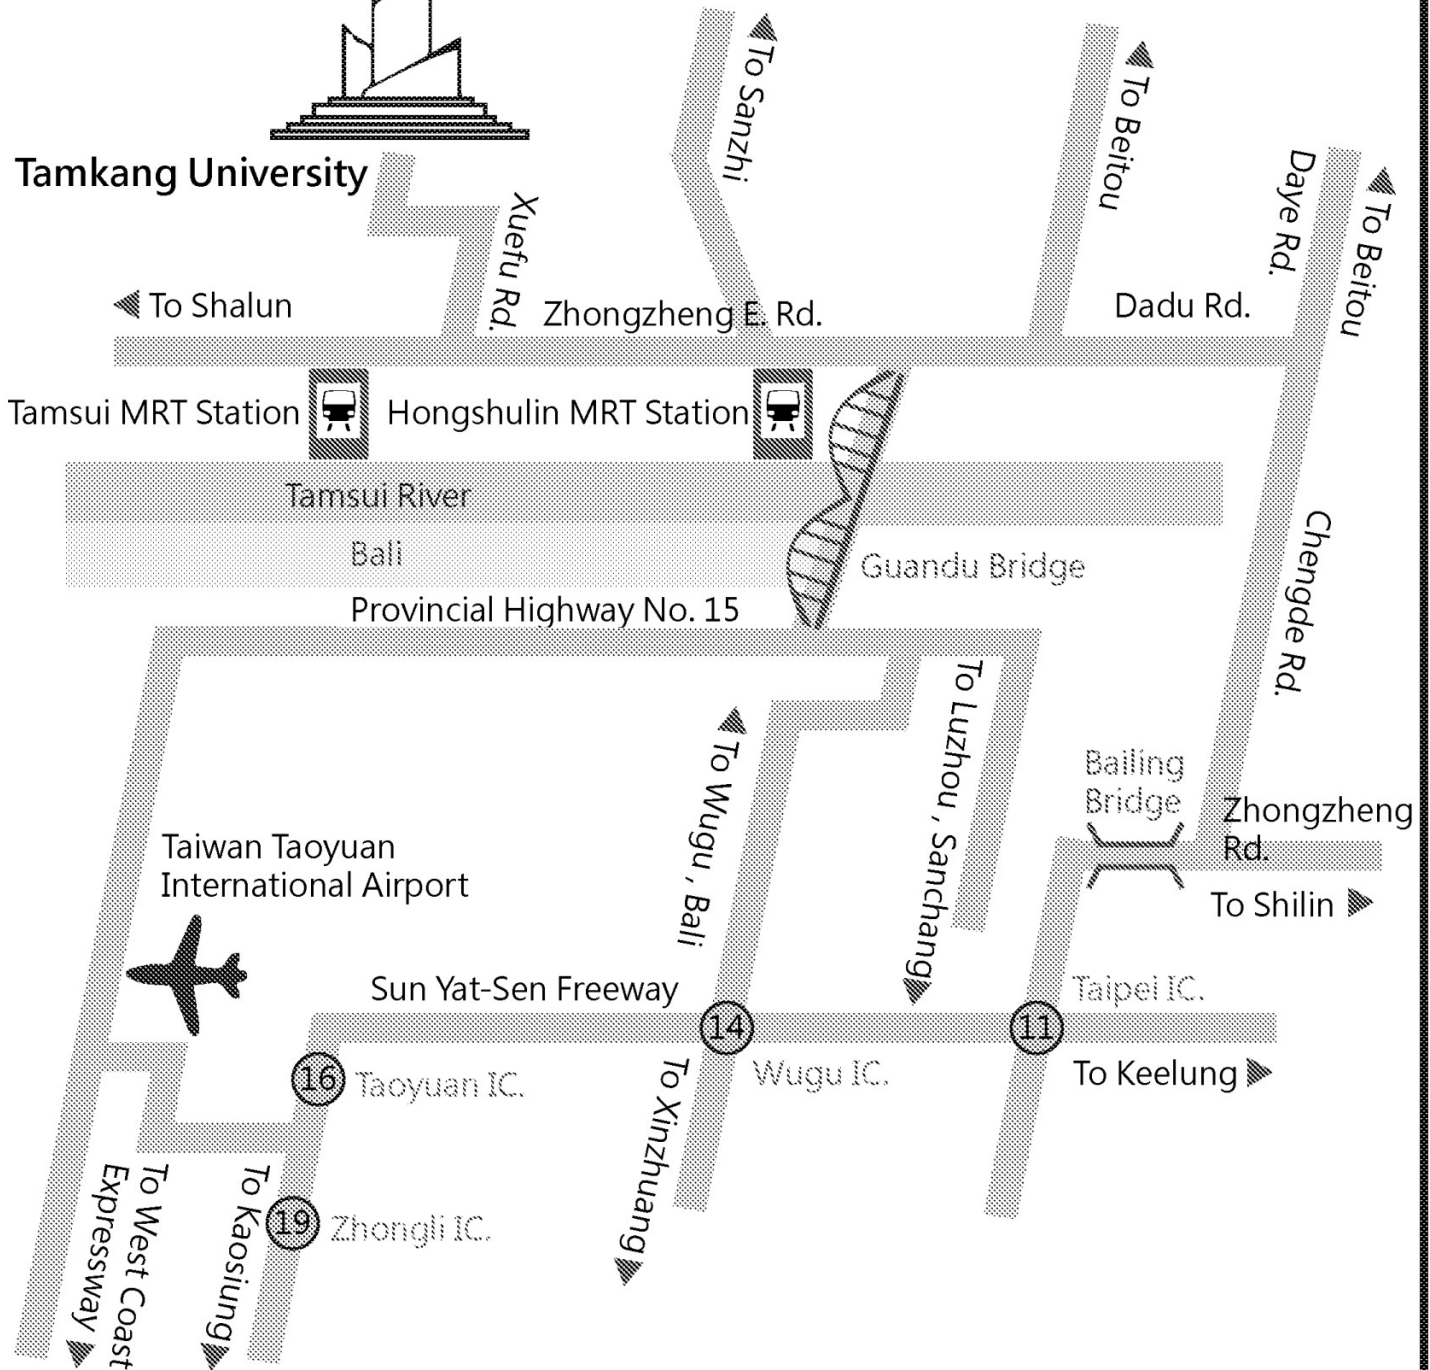 To Sanzhi
To Beitou
Tamkang University
Xuefu Rd.
Daye Rd.
To Beitou
To Shalun
Zhongzheng E. Rd.
Dadu Rd.
Tamsui MRT Station
Hongshulin MRT Station
Tamsui River
Bali
Guandu Bridge
Chengde Rd.
Provincial Highway No. 15
To Wugu , Bali
To Luzhou , Sanchang
Bailing
Bridge
Zhongzheng
Rd.
To Shilin
Taiwan Taoyuan
International Airport
Sun Yat-Sen Freeway
14
11
Taipei IC.
16
Taoyuan IC.
Wugu IC.
To Keelung
To Xinzhuang
To West Coast
Expressway
To Kaosiung
19
Zhongli IC.